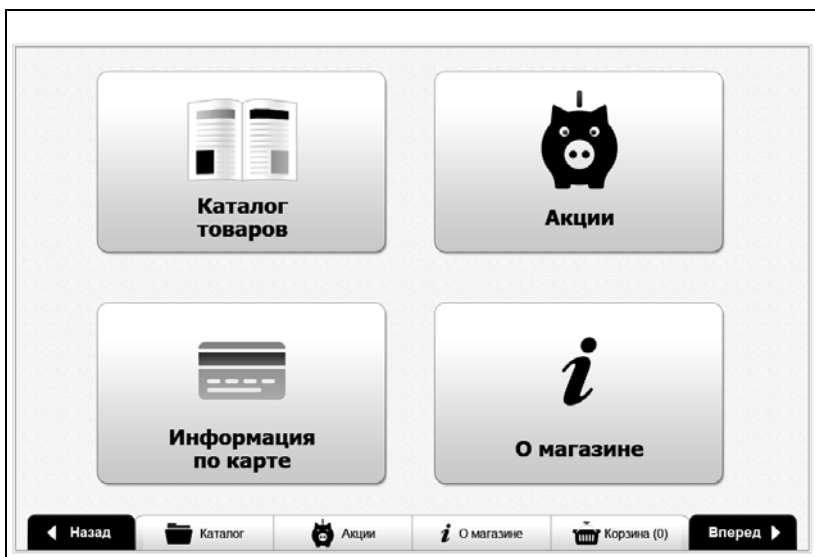 Каталог
товаров
Акции
Информация
по карте
О магазине
Назад
Каталог
Акции
О магазине
Корзина (0)
Вперед